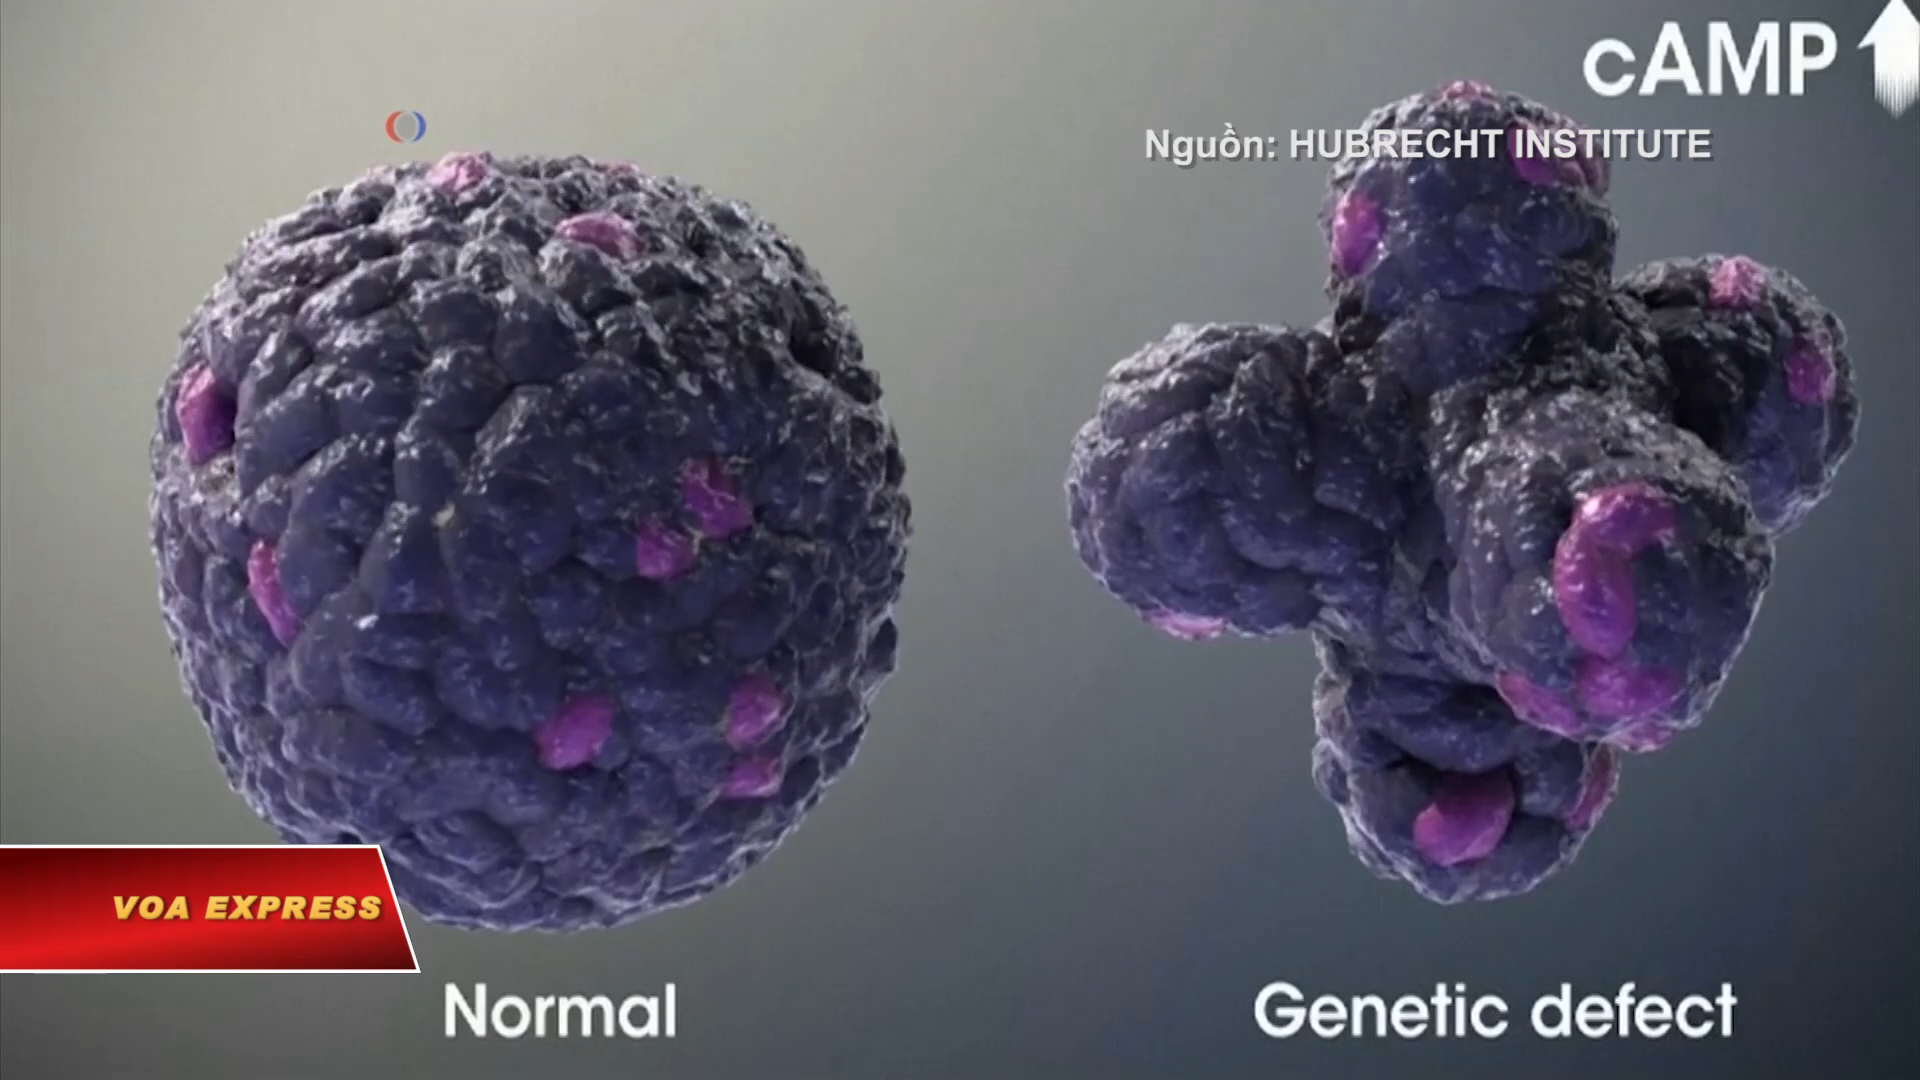 cAMP
Nguồn: HUBRECHT INSTITUTE
VOA EXPRESS
Normal
Genetic defect